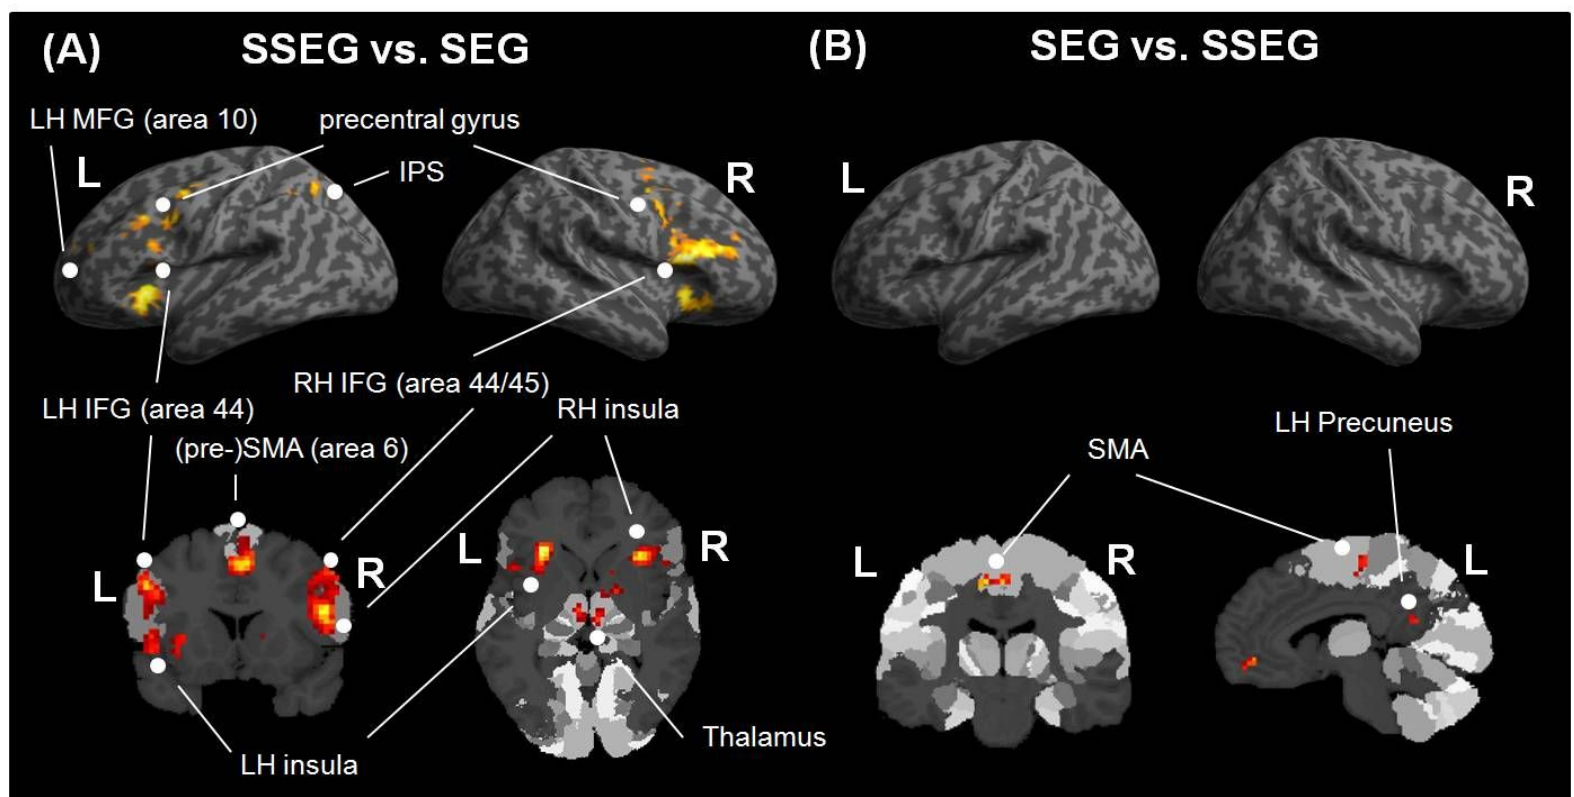 (A) SSEG vs. SEG
LH MFG (area 10)
precentral gyrus
L
IPS
R
RH IFG (area 44/45)
LH IFG (area 44)
RH insula
(pre-)SMA (area 6)
L
R
L
R
Thalamus
LH insula
(B) SEG vs. SSEG
L
R
LH Precuneus
SMA
L
R
L